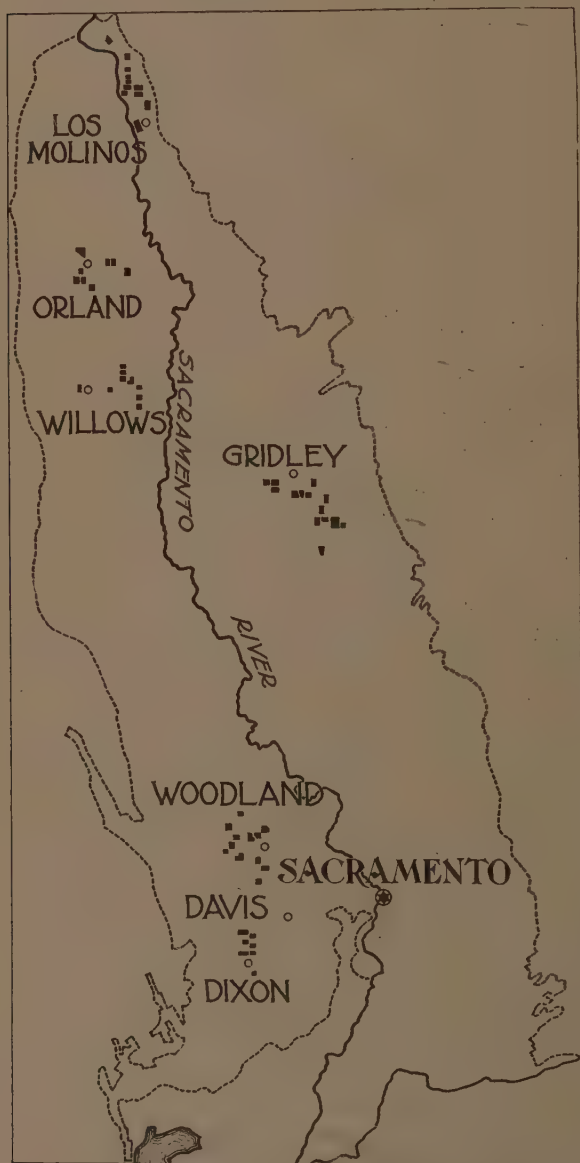 LOS
MOLINOS
ORLAND
WILLOWS
SACRAMENTO
GRIDLEY
RIVER
WOODLAND
SACRAMENTO
DAVIS
DIXON